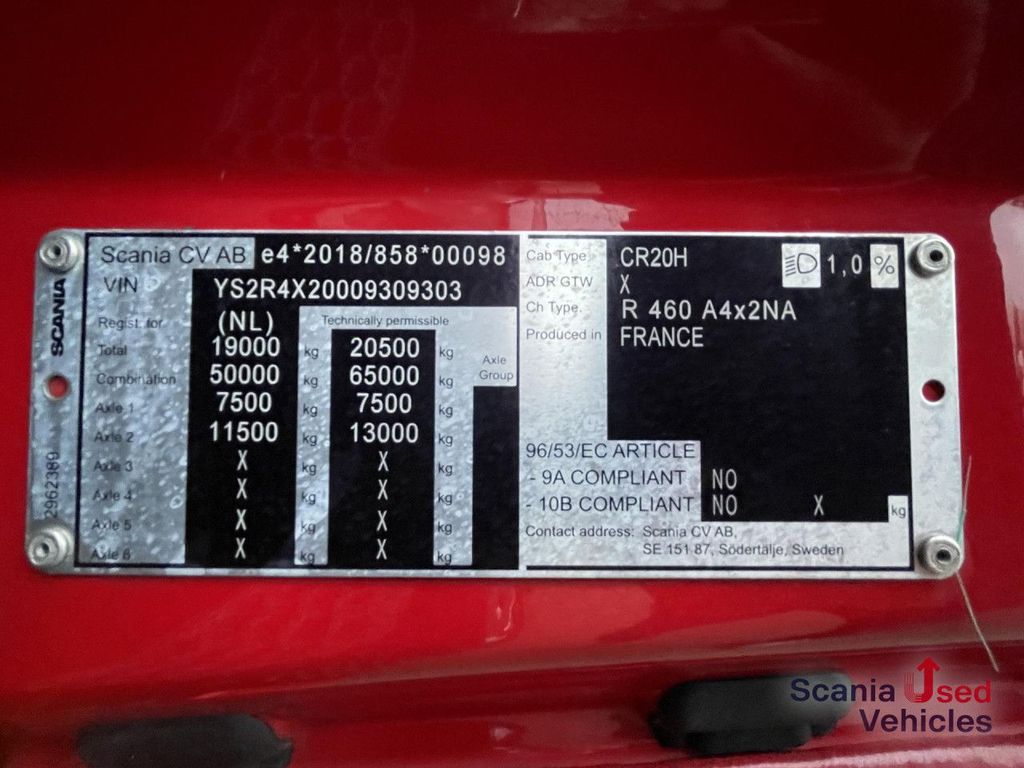 SCANIA
2962389
Scania CV AB e4*2018/858*00098
VIN YS2R4X20009309303
Regist. for (NL) Technically permissible
Total 19000 kg 20500 kg Axle
Combination 50000 kg 65000 kg Group
Axle 1 7500 kg 7500 kg
Axle 2 11500 kg 13000 kg
Axle 3 X kg X kg
Axle 4 X kg X kg
Axle 5 X kg X kg
Axle 6 X kg X kg
Cab Type CR20H 1,0 %
ADR GTW X
Ch Type. R 460 A4x2NA
Produced in FRANCE
96/53/EC ARTICLE
- 9A COMPLIANT NO
- 10B COMPLIANT NO X kg
Contact address: Scania CV AB,
SE 151 87, Södertälje, Sweden
Scania Used
Vehicles